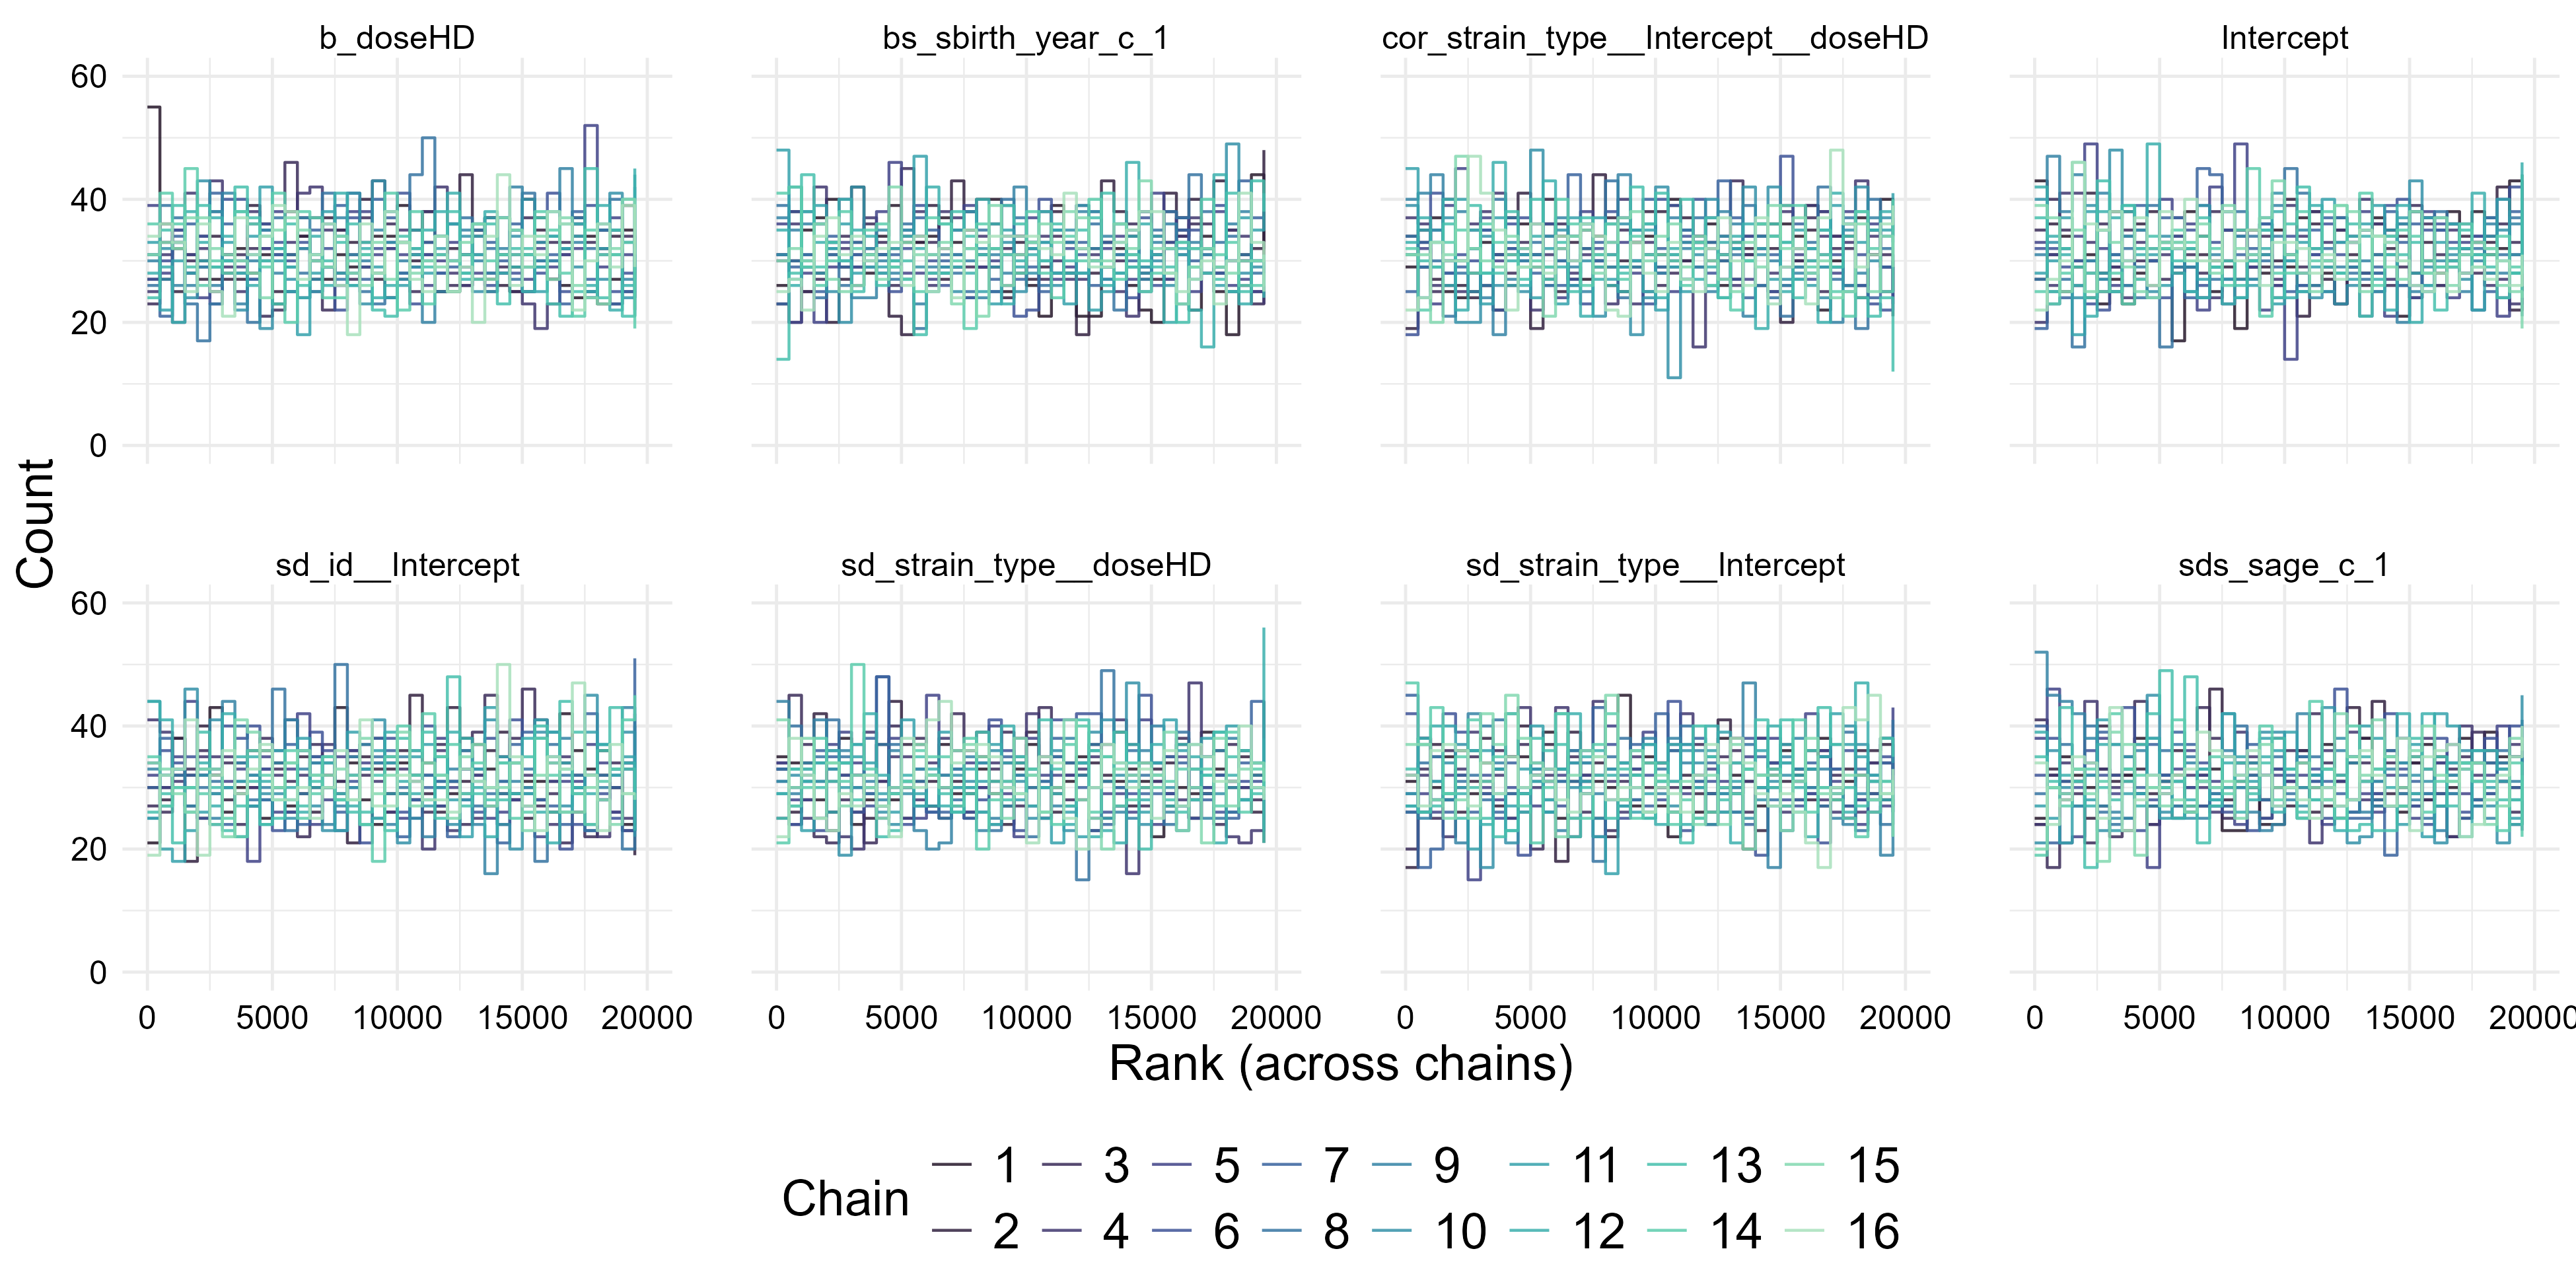 b_doseHD bs_sbirth_year_c_1 cor_strain_type__Intercept__doseHD Intercept
60
40
20
0
Count
sd_id__Intercept sd_strain_type__doseHD sd_strain_type__Intercept sds_sage_c_1
60
40
20
0
0 5000 10000 15000 20000 0 5000 10000 15000 20000 0 5000 10000 15000 20000 0 5000 10000 15000 20000
Rank (across chains)
Chain
1 3 5 7 9 11 13 15
2 4 6 8 10 12 14 16